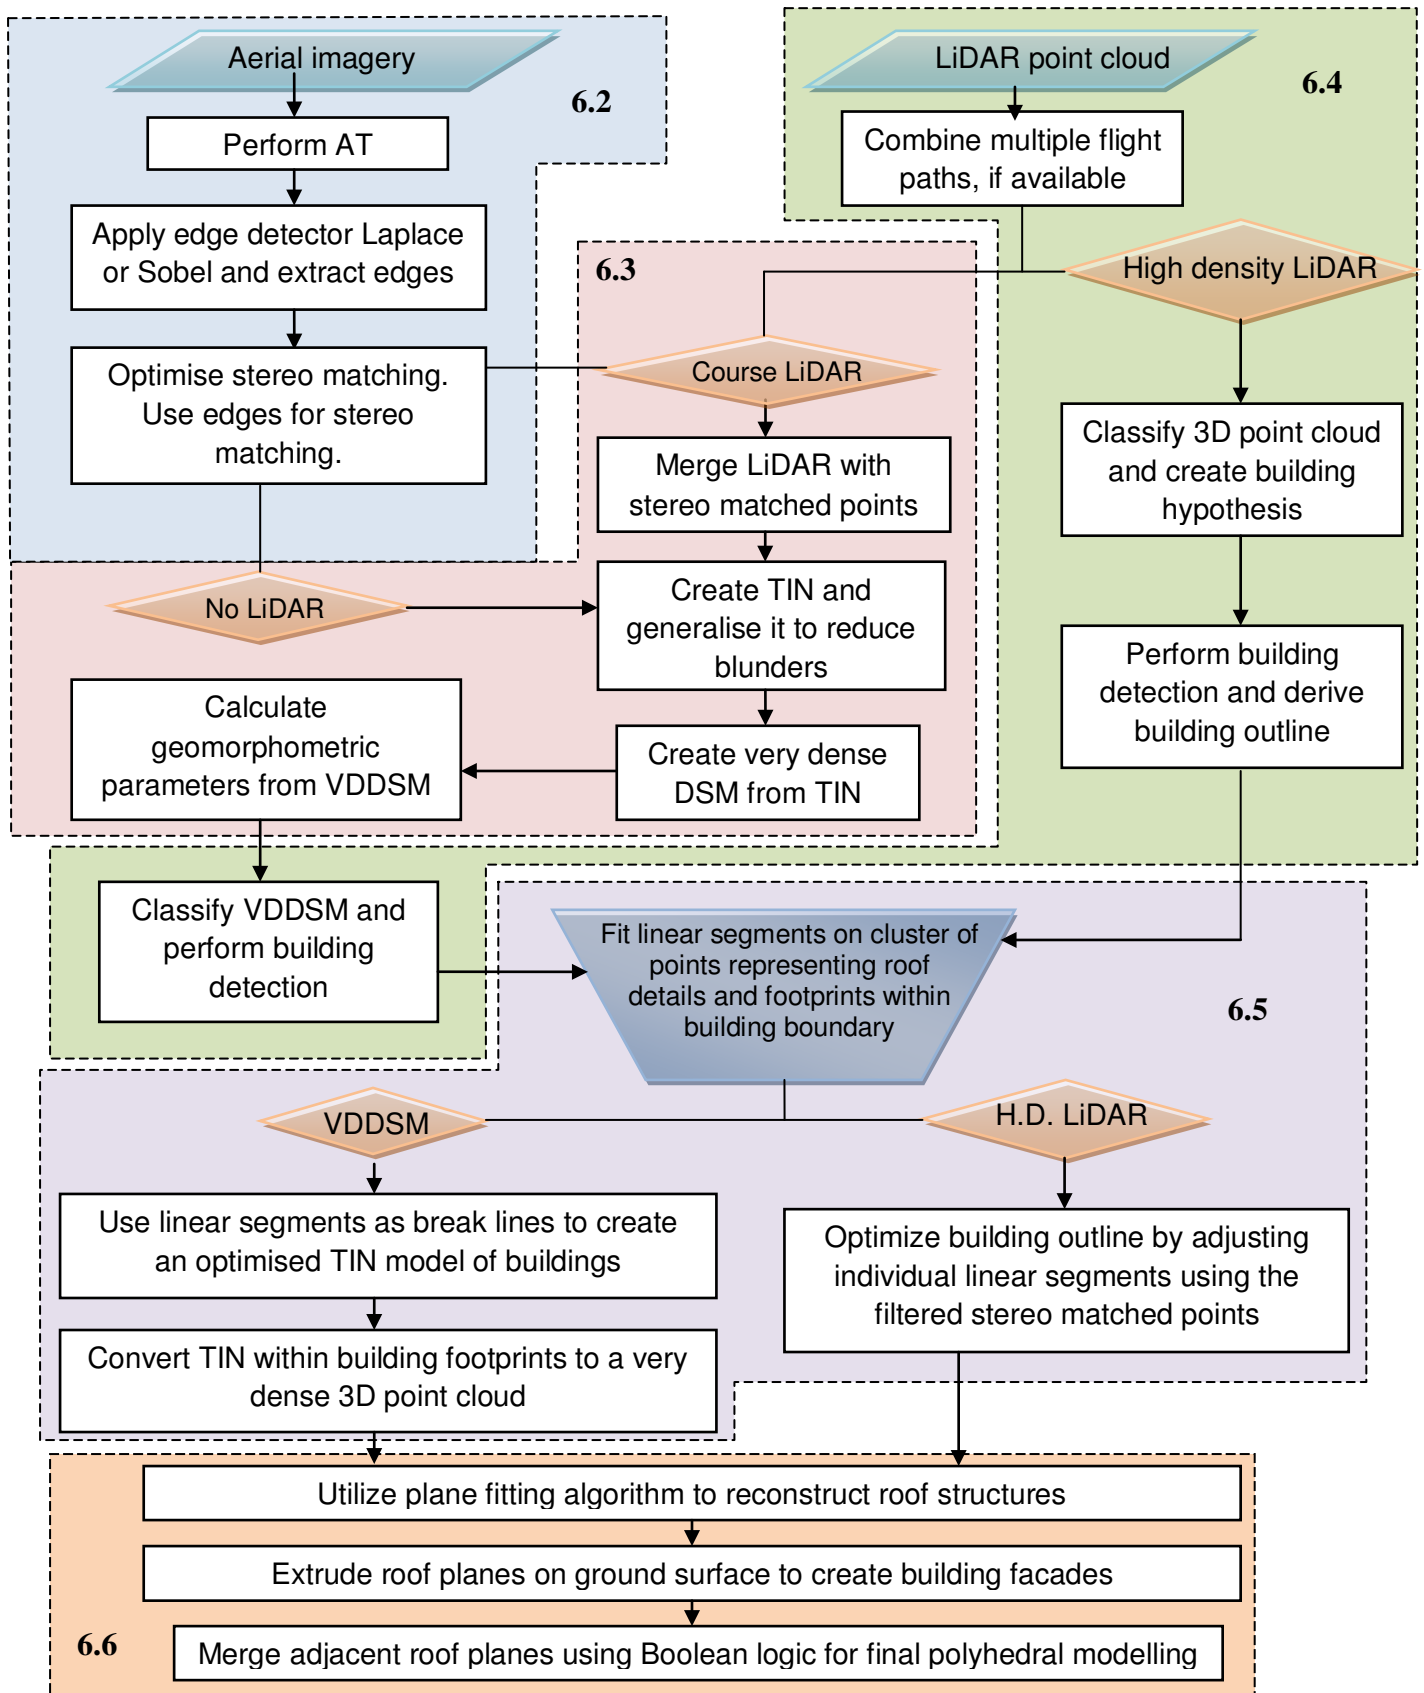 Aerial imagery
6.2
Perform AT
Apply edge detector Laplace
or Sobel and extract edges
Optimise stereo matching.
Use edges for stereo
matching.
LiDAR point cloud
6.4
Combine multiple flight
paths, if available
High density LiDAR
6.3
Course LiDAR
Merge LiDAR with
stereo matched points
Classify 3D point cloud
and create building
hypothesis
No LiDAR
Create TIN and
generalise it to reduce
blunders
Perform building
detection and derive
building outline
Calculate
geomorphometric
parameters from VDDSM
Create very dense
DSM from TIN
Classify VDDSM and
perform building
detection
Fit linear segments on cluster of
points representing roof
details and footprints within
building boundary
6.5
VDDSM
H.D. LiDAR
Use linear segments as break lines to create
an optimised TIN model of buildings
Optimize building outline by adjusting
individual linear segments using the
filtered stereo matched points
Convert TIN within building footprints to a very
dense 3D point cloud
Utilize plane fitting algorithm to reconstruct roof structures
Extrude roof planes on ground surface to create building facades
6.6
Merge adjacent roof planes using Boolean logic for final polyhedral modelling